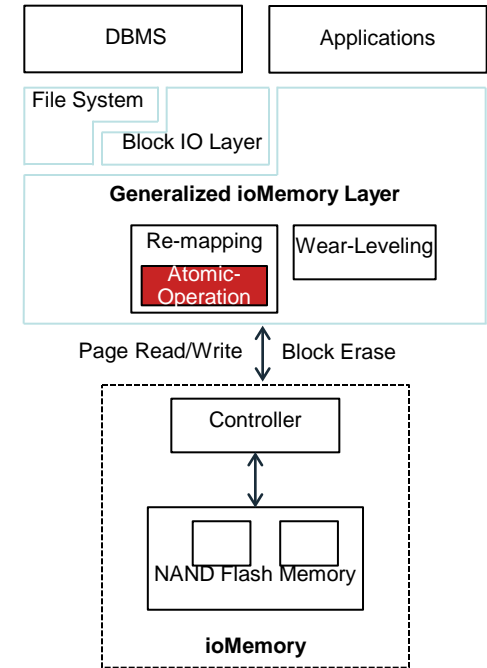 DBMS
Applications
File System
Block IO Layer
Generalized ioMemory Layer
Re-mapping
Wear-Leveling
Atomic-
Operation
Page Read/Write
Block Erase
Controller
NAND Flash Memory
ioMemory